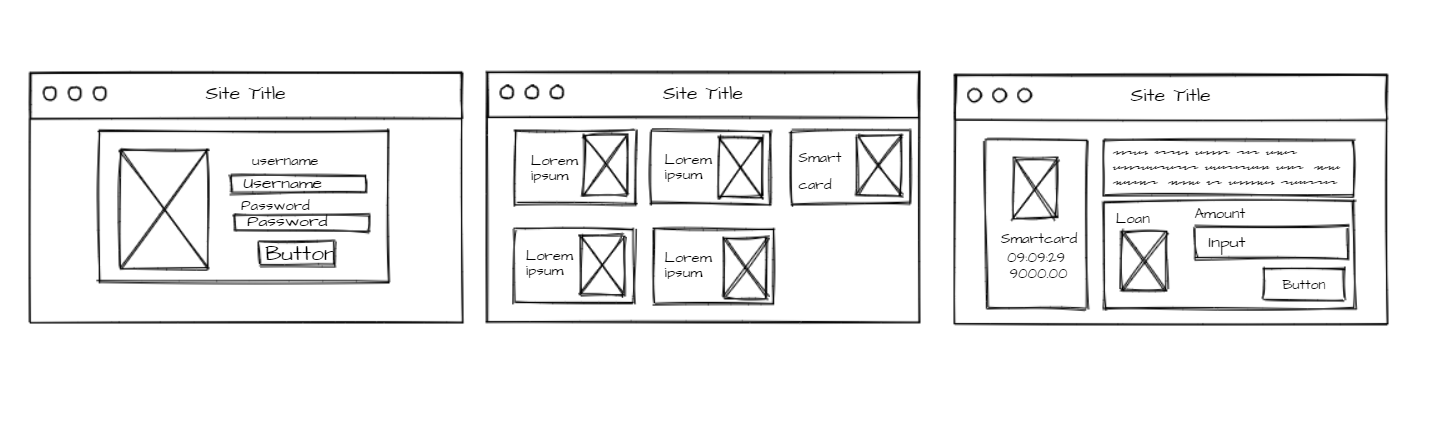 Site Title
username
Username
Password
Password
Button
Site Title
Lorem
ipsum
Lorem
ipsum
Smart
card
Lorem
ipsum
Lorem
ipsum
Site Title
Smartcard
09:09:29
9000.00
Loan
Amount
Input
Button